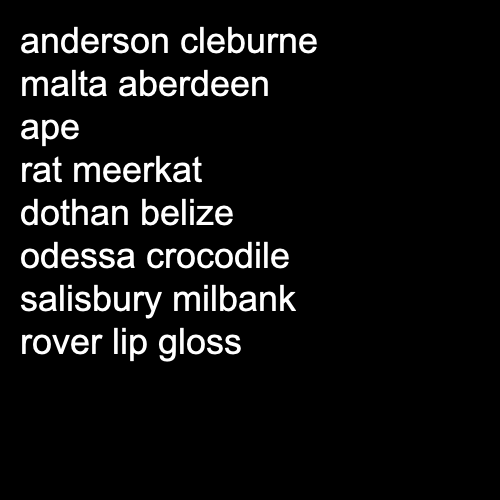 anderson cleburne
malta aberdeen
ape
rat meerkat
dothan belize
odessa crocodile
salisbury milbank
rover lip gloss